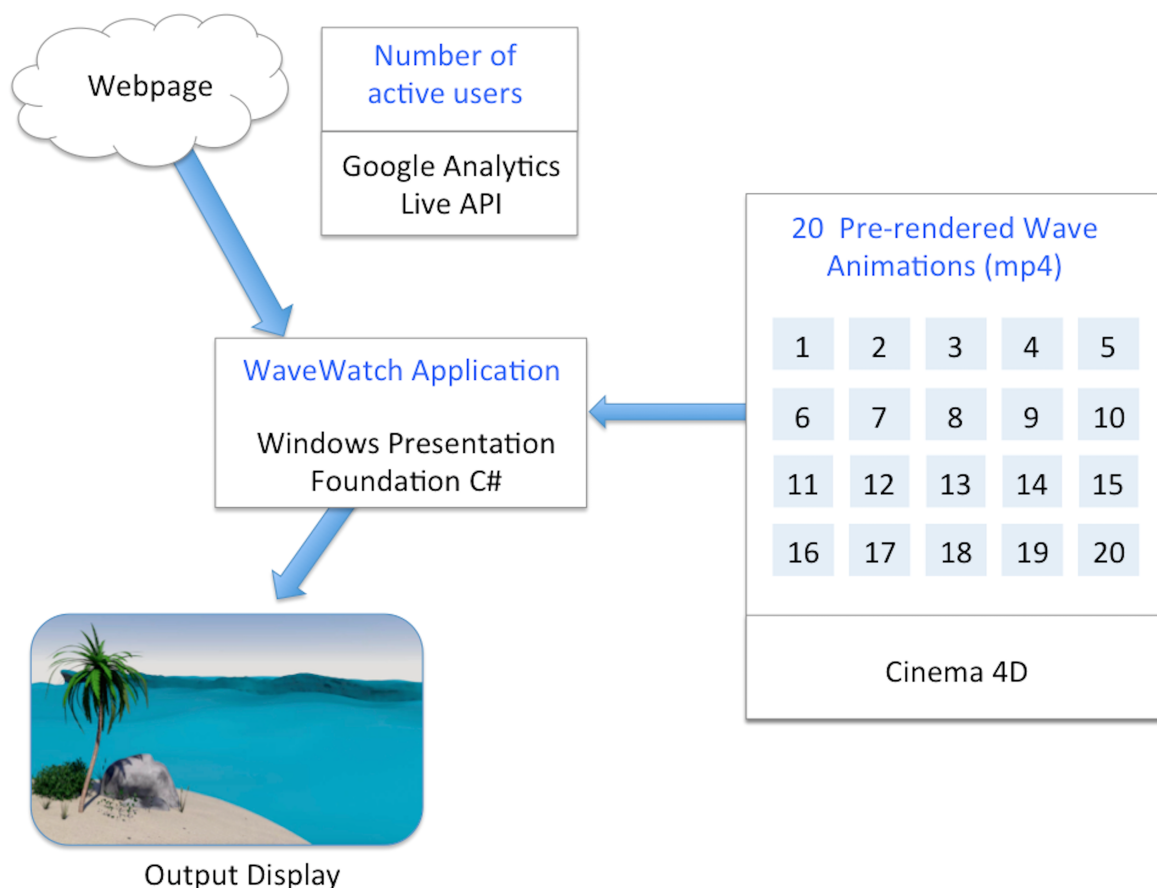 Webpage
Number of
active users
Google Analytics
Live API
WaveWatch Application
Windows Presentation
Foundation C#
20 Pre-rendered Wave
Animations (mp4)
1 2 3 4 5
6 7 8 9 10
11 12 13 14 15
16 17 18 19 20
Cinema 4D
Output Display